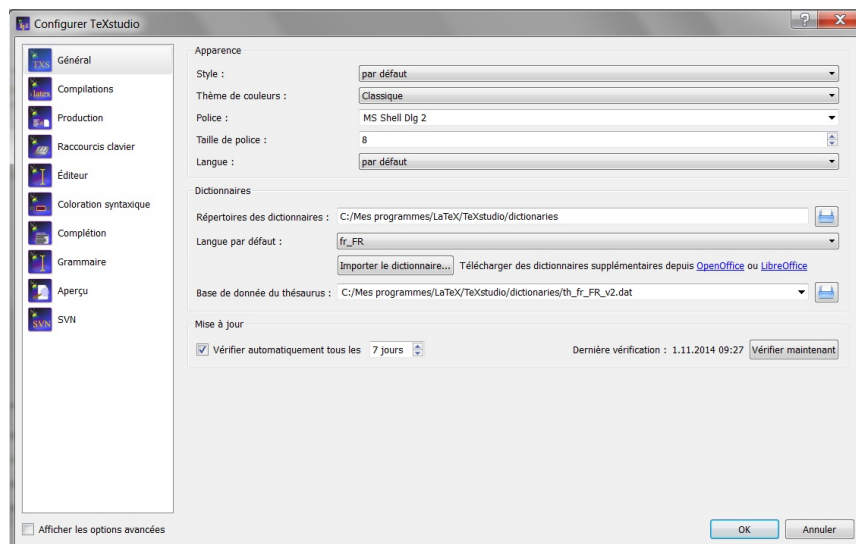 Configurer TeXstudio
TXS Général
latex Compilations
Production
Raccourcis clavier
Éditeur
Coloration syntaxique
Complétion
Grammaire
Aperçu
SVN SVN
Apparence
Style : par défaut
Thème de couleurs : Classique
Police : MS Shell Dlg 2
Taille de police : 8
Langue : par défaut
Dictionnaires
Répertoires des dictionnaires : C:/Mes programmes/LaTeX/TeXstudio/dictionaries
Langue par défaut : fr_FR
Importer le dictionnaire... Télécharger des dictionnaires supplémentaires depuis OpenOffice ou LibreOffice
Base de donnée du thésaurus : C:/Mes programmes/LaTeX/TeXstudio/dictionaries/th_fr_FR_v2.dat
Mise à jour
Vérifier automatiquement tous les 7 jours Dernière vérification : 1.11.2014 09:27 Vérifier maintenant
Afficher les options avancées
OK Annuler